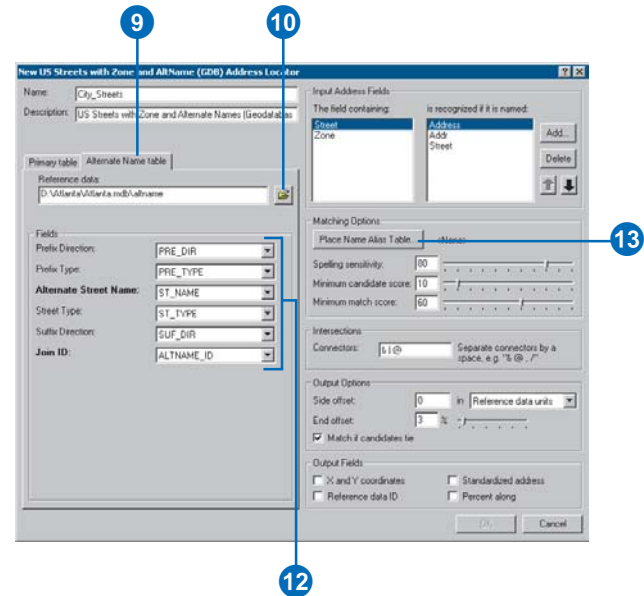 9
10
New US Streets with Zone and AltName (GDB) Address Locator
Name:
City_Streets
Description:
US Streets with Zone and Alternate Names (Geodatabas
Primary table
Alternate Name table
Reference data:
D:\Atlanta\Atlanta.mdb\altname
Fields
Prefix Direction:
PRE_DIR
Prefix Type:
PRE_TYPE
Alternate Street Name:
ST_NAME
Street Type:
ST_TYPE
Suffix Direction:
SUF_DIR
Join ID:
ALTNAME_ID
Input Address Fields
The field containing:
is recognized if it is named:
Street
Zone
Address
Addr
Street
Add...
Delete
Matching Options
Place Name Alias Table...
<None>
13
Spelling sensitivity:
80
Minimum candidate score:
10
Minimum match score:
60
Intersections
Connectors:
& | @
Separate connectors by a
space, e.g. "& @ , /"
Output Options
Side offset:
0
in
Reference data units
End offset:
3
%
Match if candidates tie
Output Fields
X and Y coordinates
Standardized address
Reference data ID
Percent along
OK
Cancel
12